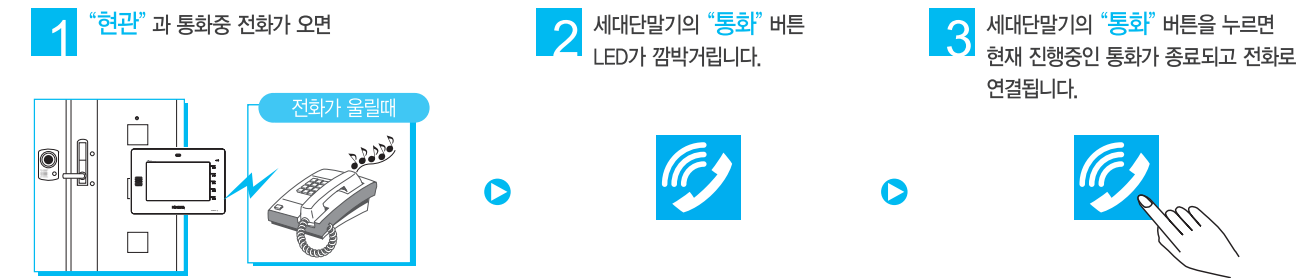 1
"현관" 과 통화중 전화가 오면
전화가 울릴때
2
세대단말기의 "통화" 버튼
LED가 깜박거립니다.
3
세대단말기의 "통화" 버튼을 누르면
현재 진행중인 통화가 종료되고 전화로
연결됩니다.